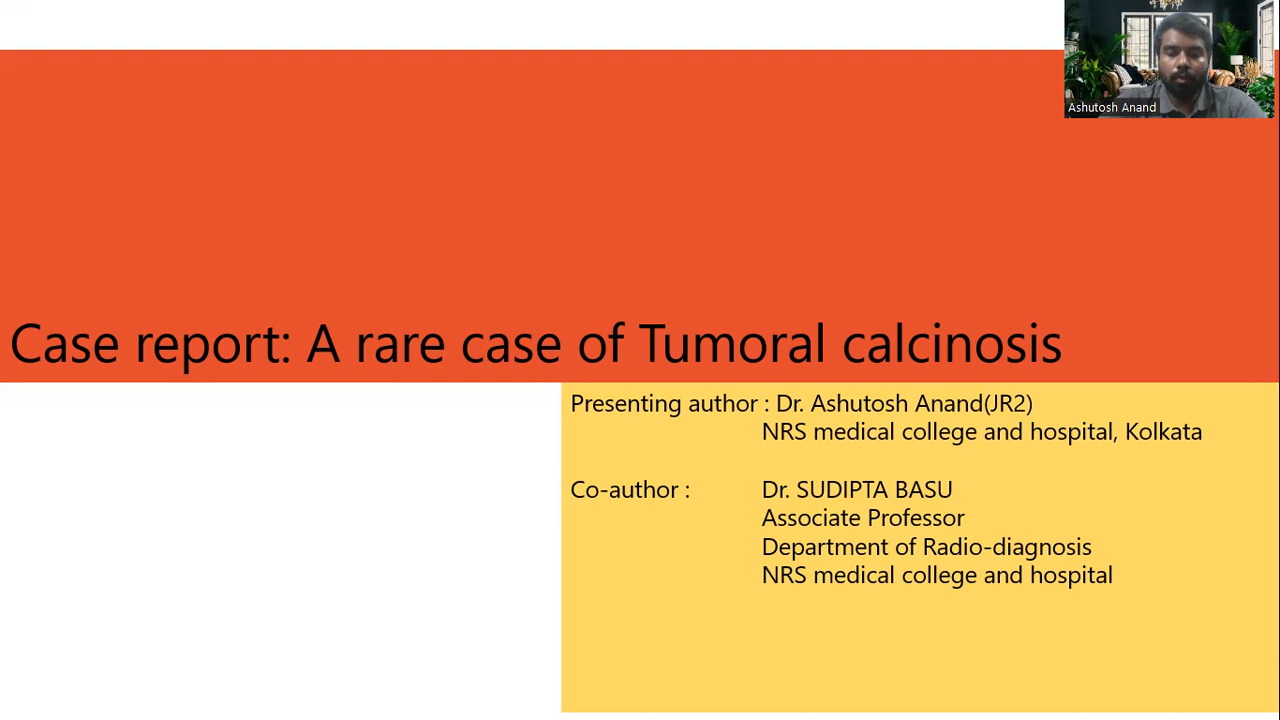 Ashutosh Anand
Case report: A rare case of Tumoral calcinosis
Presenting author : Dr. Ashutosh Anand(JR2)
NRS medical college and hospital, Kolkata
Co-author : Dr. SUDIPTA BASU
Associate Professor
Department of Radio-diagnosis
NRS medical college and hospital